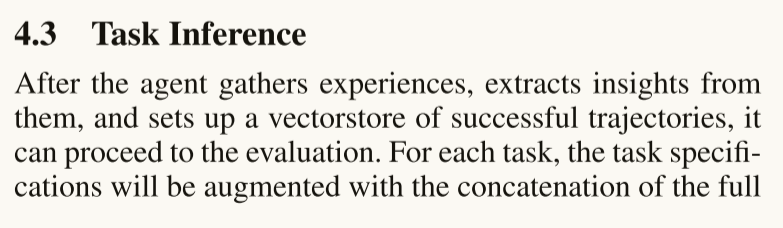 4.3 Task Inference
After the agent gathers experiences, extracts insights from
them, and sets up a vectorstore of successful trajectories, it
can proceed to the evaluation. For each task, the task specifi-
cations will be augmented with the concatenation of the full